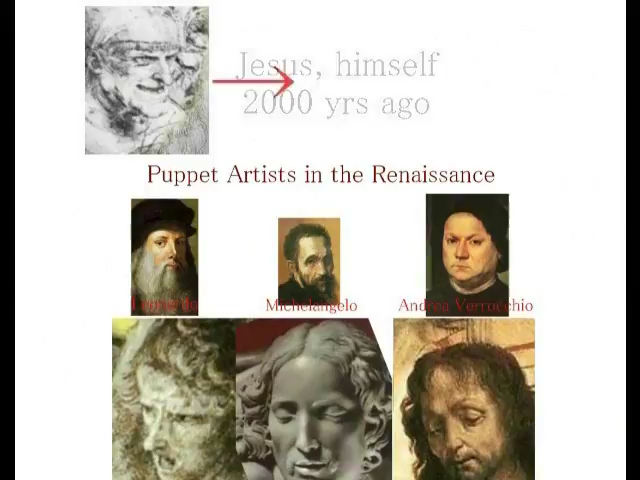 Jesus, himself
2000 yrs ago
Puppet Artists in the Renaissance
Leonardo
Michelangelo
Andrea Verrocchio